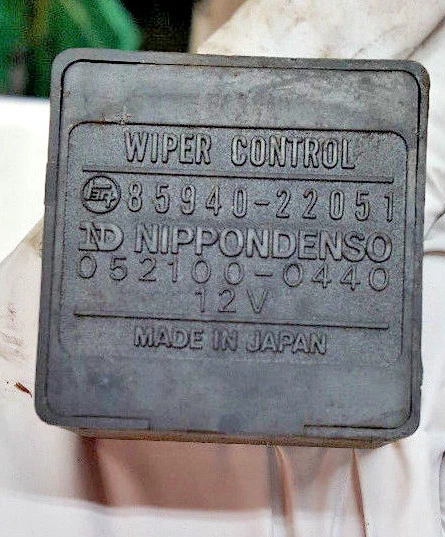 WIPER CONTROL
85940-22051
ND NIPPONDENSO
052100-0440
12V
MADE IN JAPAN